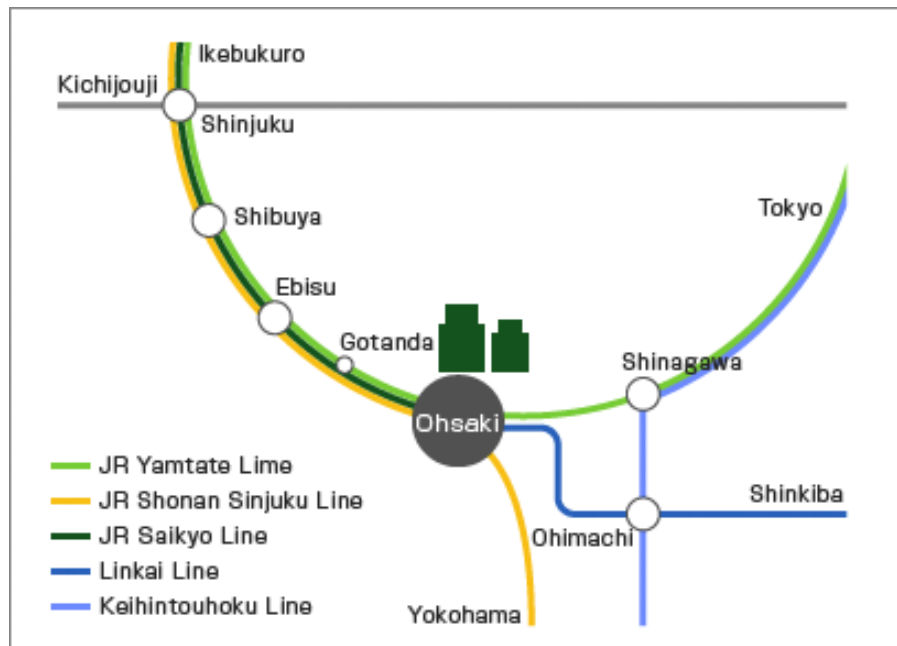 Ikebukuro
Kichijouji
Shinjuku
Shibuya
Tokyo
Ebisu
Gotanda
Shinagawa
Ohsaki
JR Yamtate Lime
JR Shonan Sinjuku Line
JR Saikyo Line
Linkai Line
Keihintouhoku Line
Shinkiba
Ohimachi
Yokohama